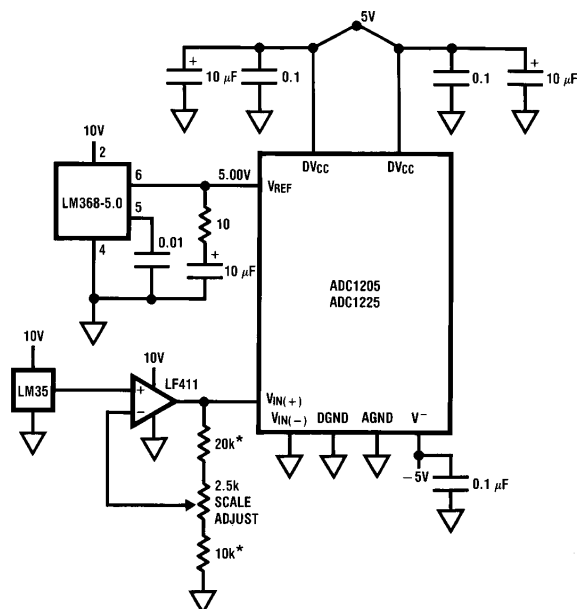 5V
+
10 μF
0.1
0.1
+
10 μF
10V
2
DVCC
DVCC
LM368-5.0
6
5.00V
VREF
5
10
0.01
4
+
10 μF
ADC1205
ADC1225
10V
10V
LF411
LM35
+
−
VIN(+)
VIN(−)
DGND
AGND
V−
20k*
−5V
0.1 μF
2.5k
SCALE
ADJUST
10k*